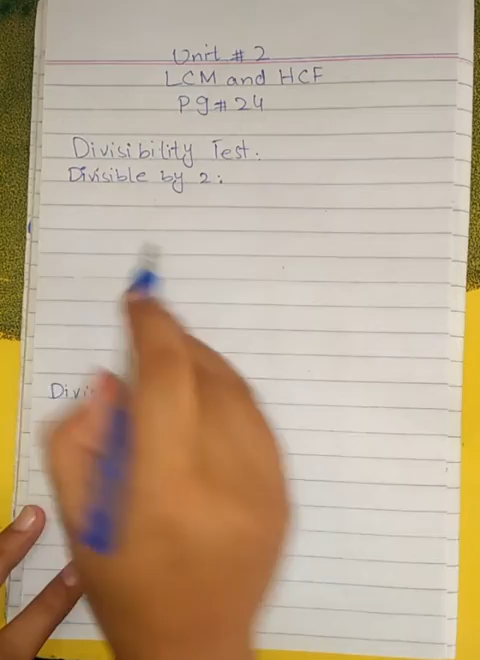 Unit # 2
LCM and HCF
Pg # 24
Divisibility Test.
Divisible by 2: